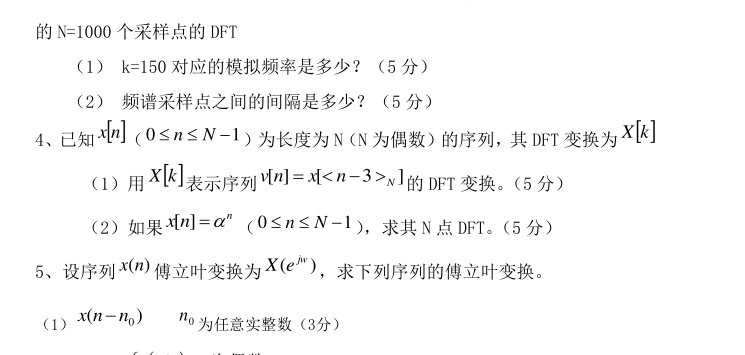 的 N=1000 个采样点的 DFT
（1） k=150 对应的模拟频率是多少？（5 分）
（2） 频谱采样点之间的间隔是多少？（5 分）
4、已知 x[n]（0 ≤ n ≤ N −1）为长度为 N（N 为偶数）的序列，其 DFT 变换为 X[k]
（1）用 X[k] 表示序列 v[n] = x[< n − 3 >_N] 的 DFT 变换。（5 分）
（2）如果 x[n] = α^n （0 ≤ n ≤ N −1），求其 N 点 DFT。（5 分）
5、设序列 x(n) 傅立叶变换为 X(e^{jw})，求下列序列的傅立叶变换。
（1） x(n − n_0) n_0 为任意实整数（3分）